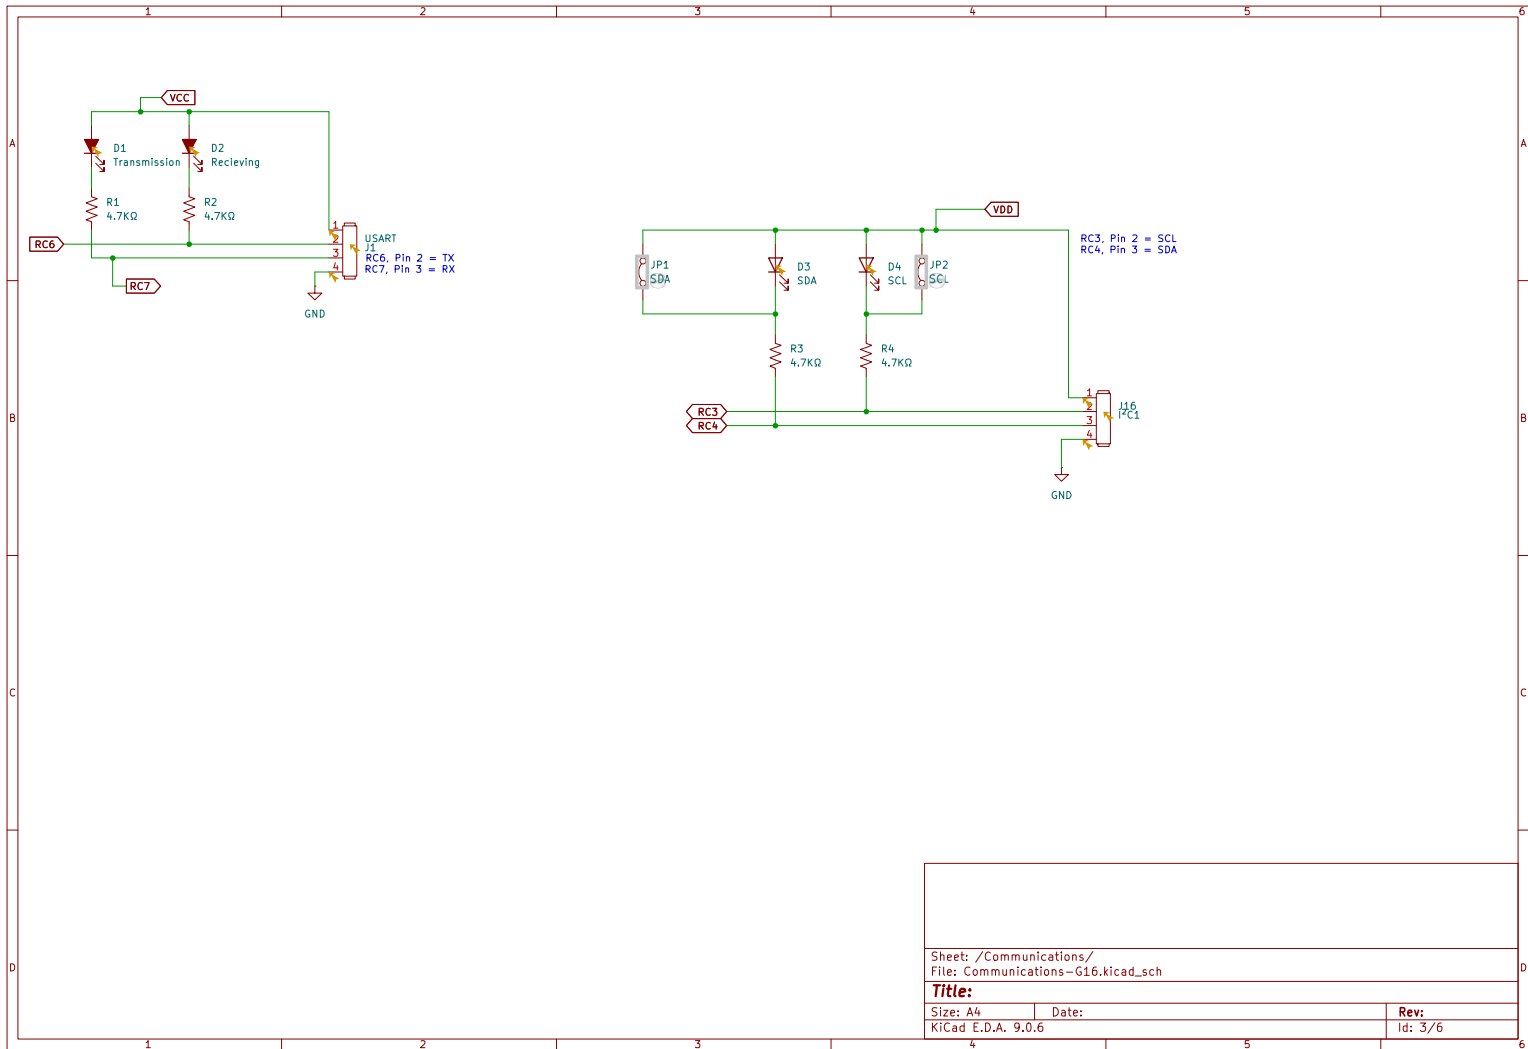 1 2 3 4 5 6
VCC
A A
D1
Transmission
D2
Recieving
R1
4.7KΩ
R2
4.7KΩ
RC6
RC7
1
2
3
4
USART
J1
RC6, Pin 2 = TX
RC7, Pin 3 = RX
GND
VDD
RC3, Pin 2 = SCL
RC4, Pin 3 = SDA
JP1
SDA
D3
SDA
D4
SCL
JP2
SCL
R3
4.7KΩ
R4
4.7KΩ
B B
RC3
RC4
1
2
3
4
J16
I²C1
GND
C C
D D
Sheet: /Communications/
File: Communications-G16.kicad_sch
Title:
Size: A4 Date: Rev:
KiCad E.D.A. 9.0.6 Id: 3/6
1 2 3 4 5 6